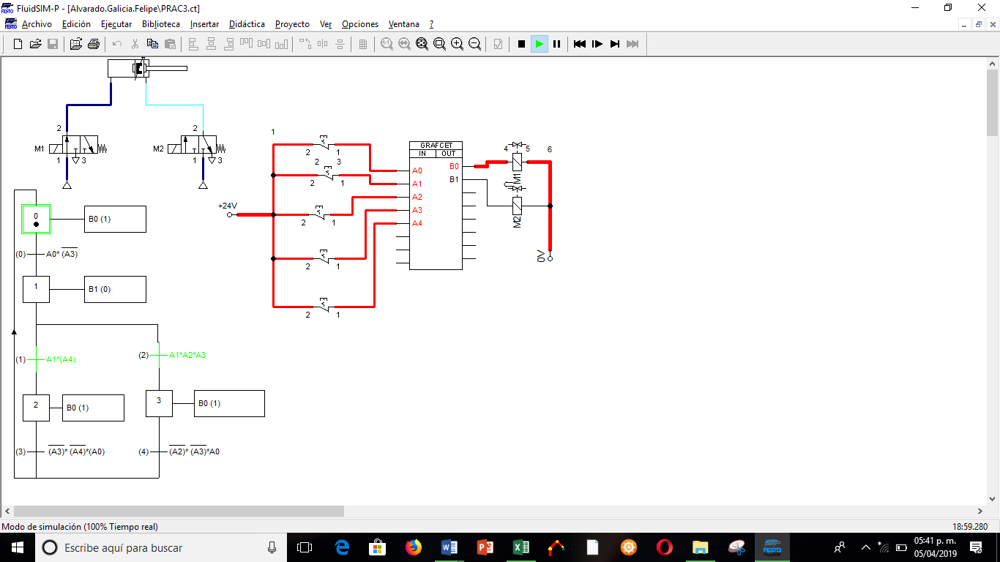 FluidSIM-P - [Alvarado.Galicia.Felipe\PRAC3.ct]
FESTO
Archivo Edición Ejecutar Biblioteca Insertar Didáctica Proyecto Ver Opciones Ventana ?
M1
2
1
3
M2
2
1
3
0
B0 (1)
(0)
A0* (A3)
1
B1 (0)
(1)
A1*(A4)
(2)
A1*A2*A3
2
B0 (1)
3
B0 (1)
(3)
(A3)* (A4)*(A0)
(4)
(A2)* (A3)*A0
1
2 1
2 3
2 1
+24V
2 1
2 1
2 1
GRAFCET
IN OUT
A0 B0
A1 B1
A2
A3
A4
4 5 6
M1
M2
0V
Modo de simulación (100% Tiempo real)
18:59.280
Escribe aquí para buscar
FESTO
FluidSIM
05:41 p. m.
05/04/2019